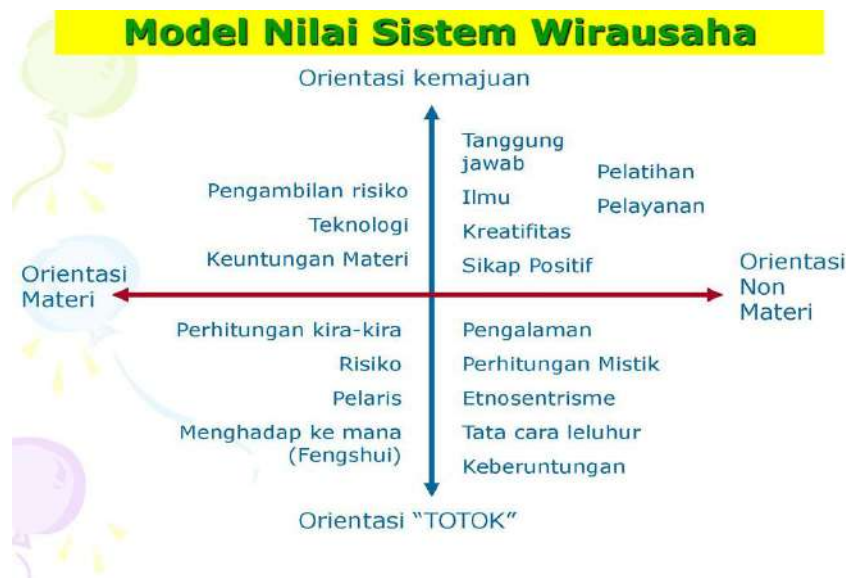 Model Nilai Sistem Wirausaha
Orientasi kemajuan
Pengambilan risiko
Teknologi
Keuntungan Materi
Tanggung
jawab
Ilmu
Kreatifitas
Sikap Positif
Pelatihan
Pelayanan
Orientasi
Materi
Orientasi
Non
Materi
Perhitungan kira-kira
Risiko
Pelaris
Menghadap ke mana
(Fengshui)
Pengalaman
Perhitungan Mistik
Etnosentrisme
Tata cara leluhur
Keberuntungan
Orientasi “TOTOK”